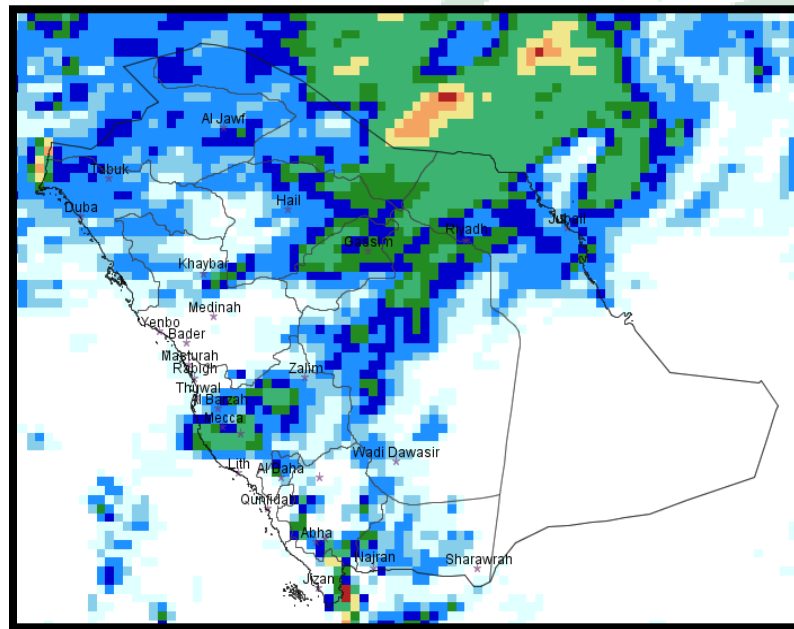 Al Jawf
Tabuk
Duba
Hail
Riyadh
Jubail
Gassim
Khaybar
Medinah
Yenbo
Bader
Masturah
Rabigh
Zalim
Thuwal
Al Barzah
Mecca
Wadi Dawasir
Lith
Al Baha
Qunfidah
Abha
Najran
Sharawrah
Jizan